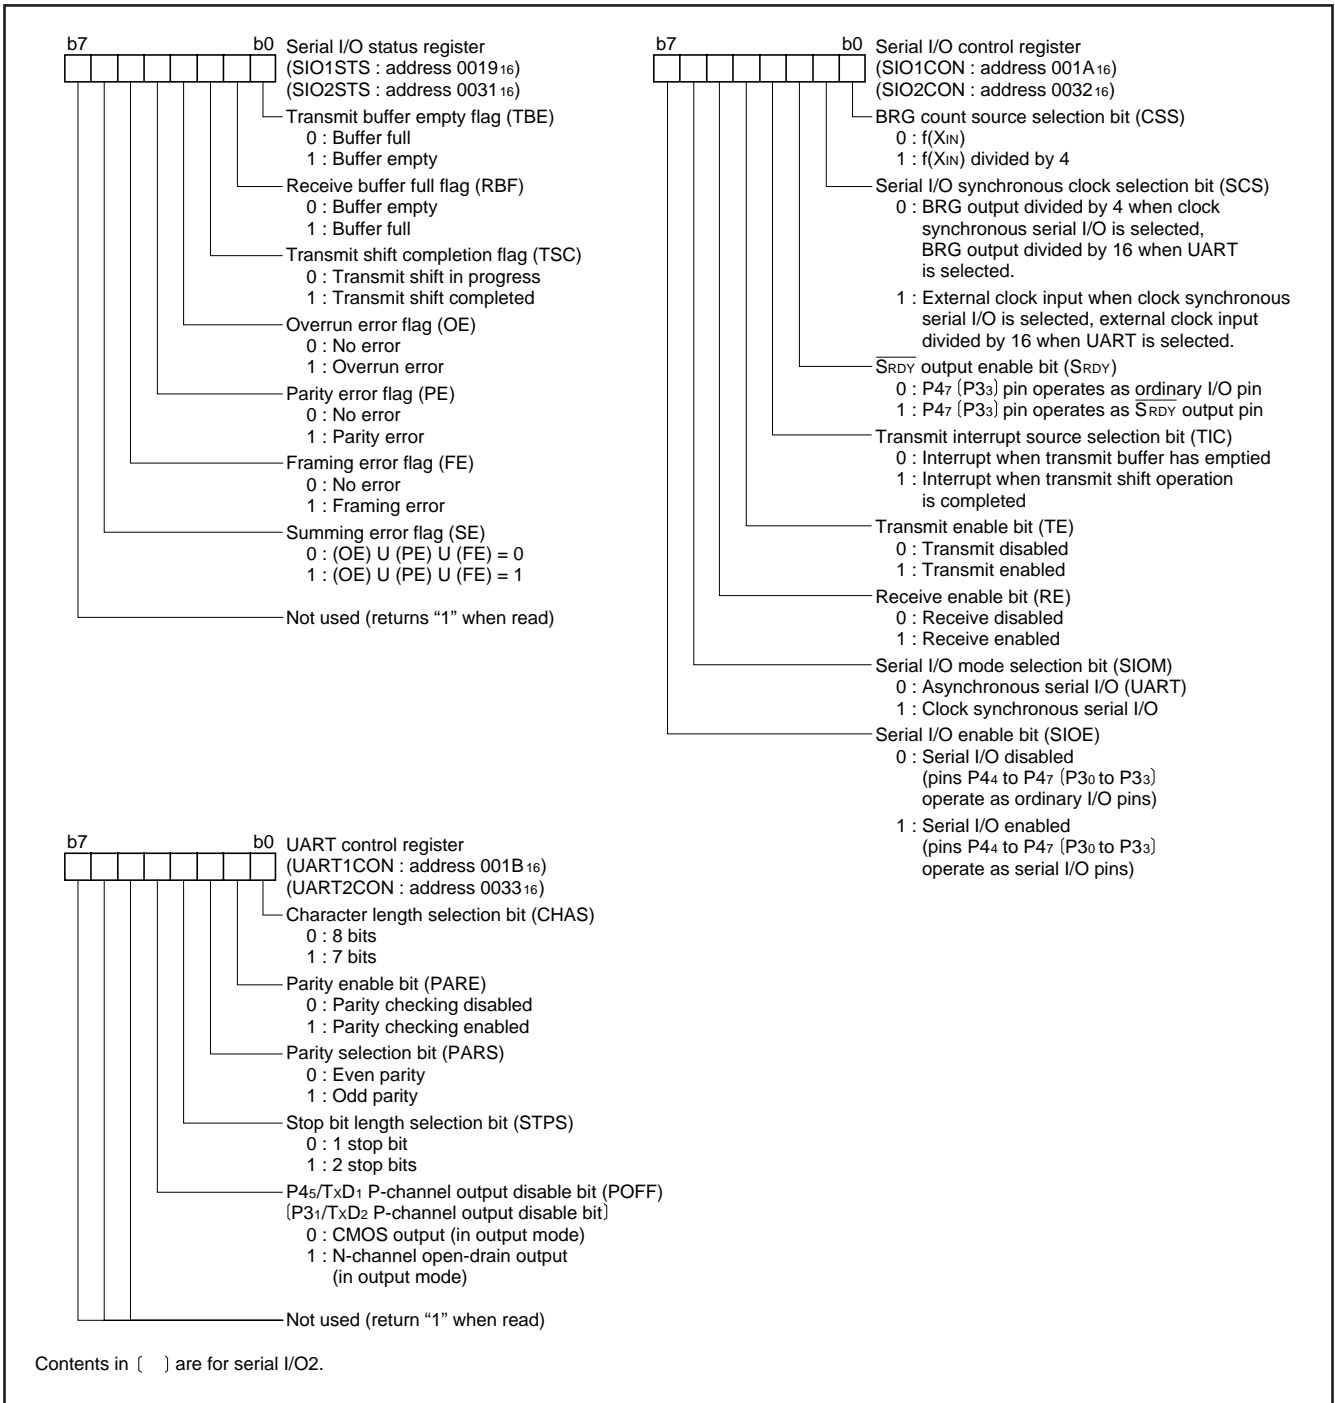 b7 b0 Serial I/O status register
(SIO1STS : address 0019₁₆)
(SIO2STS : address 0031₁₆)
Transmit buffer empty flag (TBE)
0 : Buffer full
1 : Buffer empty
Receive buffer full flag (RBF)
0 : Buffer empty
1 : Buffer full
Transmit shift completion flag (TSC)
0 : Transmit shift in progress
1 : Transmit shift completed
Overrun error flag (OE)
0 : No error
1 : Overrun error
Parity error flag (PE)
0 : No error
1 : Parity error
Framing error flag (FE)
0 : No error
1 : Framing error
Summing error flag (SE)
0 : (OE) U (PE) U (FE) = 0
1 : (OE) U (PE) U (FE) = 1
Not used (returns “1” when read)
b7 b0 Serial I/O control register
(SIO1CON : address 001A₁₆)
(SIO2CON : address 0032₁₆)
BRG count source selection bit (CSS)
0 : f(XIN)
1 : f(XIN) divided by 4
Serial I/O synchronous clock selection bit (SCS)
0 : BRG output divided by 4 when clock
synchronous serial I/O is selected,
BRG output divided by 16 when UART
is selected.
1 : External clock input when clock synchronous
serial I/O is selected, external clock input
divided by 16 when UART is selected.
S̅R̅D̅Y̅ output enable bit (SRDY)
0 : P4₇ [P3₃] pin operates as ordinary I/O pin
1 : P4₇ [P3₃] pin operates as S̅R̅D̅Y̅ output pin
Transmit interrupt source selection bit (TIC)
0 : Interrupt when transmit buffer has emptied
1 : Interrupt when transmit shift operation
is completed
Transmit enable bit (TE)
0 : Transmit disabled
1 : Transmit enabled
Receive enable bit (RE)
0 : Receive disabled
1 : Receive enabled
Serial I/O mode selection bit (SIOM)
0 : Asynchronous serial I/O (UART)
1 : Clock synchronous serial I/O
Serial I/O enable bit (SIOE)
0 : Serial I/O disabled
(pins P4₄ to P4₇ [P3₀ to P3₃]
operate as ordinary I/O pins)
1 : Serial I/O enabled
(pins P4₄ to P4₇ [P3₀ to P3₃]
operate as serial I/O pins)
b7 b0 UART control register
(UART1CON : address 001B₁₆)
(UART2CON : address 0033₁₆)
Character length selection bit (CHAS)
0 : 8 bits
1 : 7 bits
Parity enable bit (PARE)
0 : Parity checking disabled
1 : Parity checking enabled
Parity selection bit (PARS)
0 : Even parity
1 : Odd parity
Stop bit length selection bit (STPS)
0 : 1 stop bit
1 : 2 stop bits
P4₅/TXD₁ P-channel output disable bit (POFF)
[P3₁/TXD₂ P-channel output disable bit]
0 : CMOS output (in output mode)
1 : N-channel open-drain output
(in output mode)
Not used (return “1” when read)
Contents in [ ] are for serial I/O2.